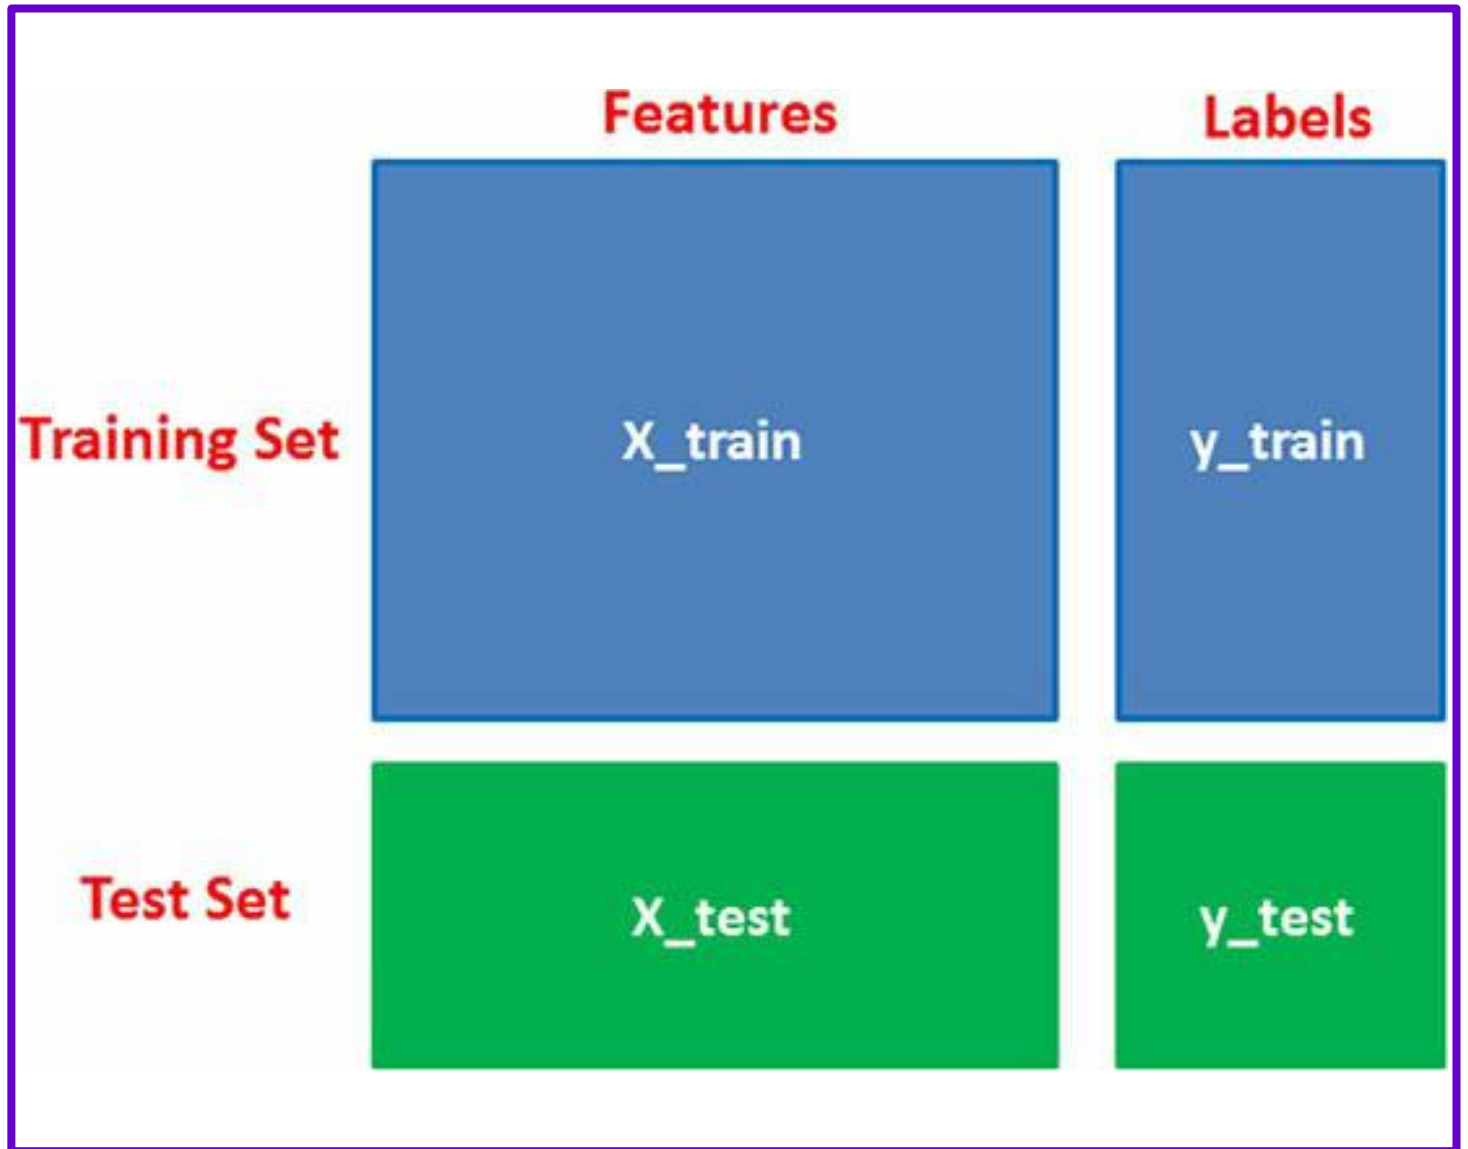 Features
Labels
Training Set
X_train
y_train
Test Set
X_test
y_test